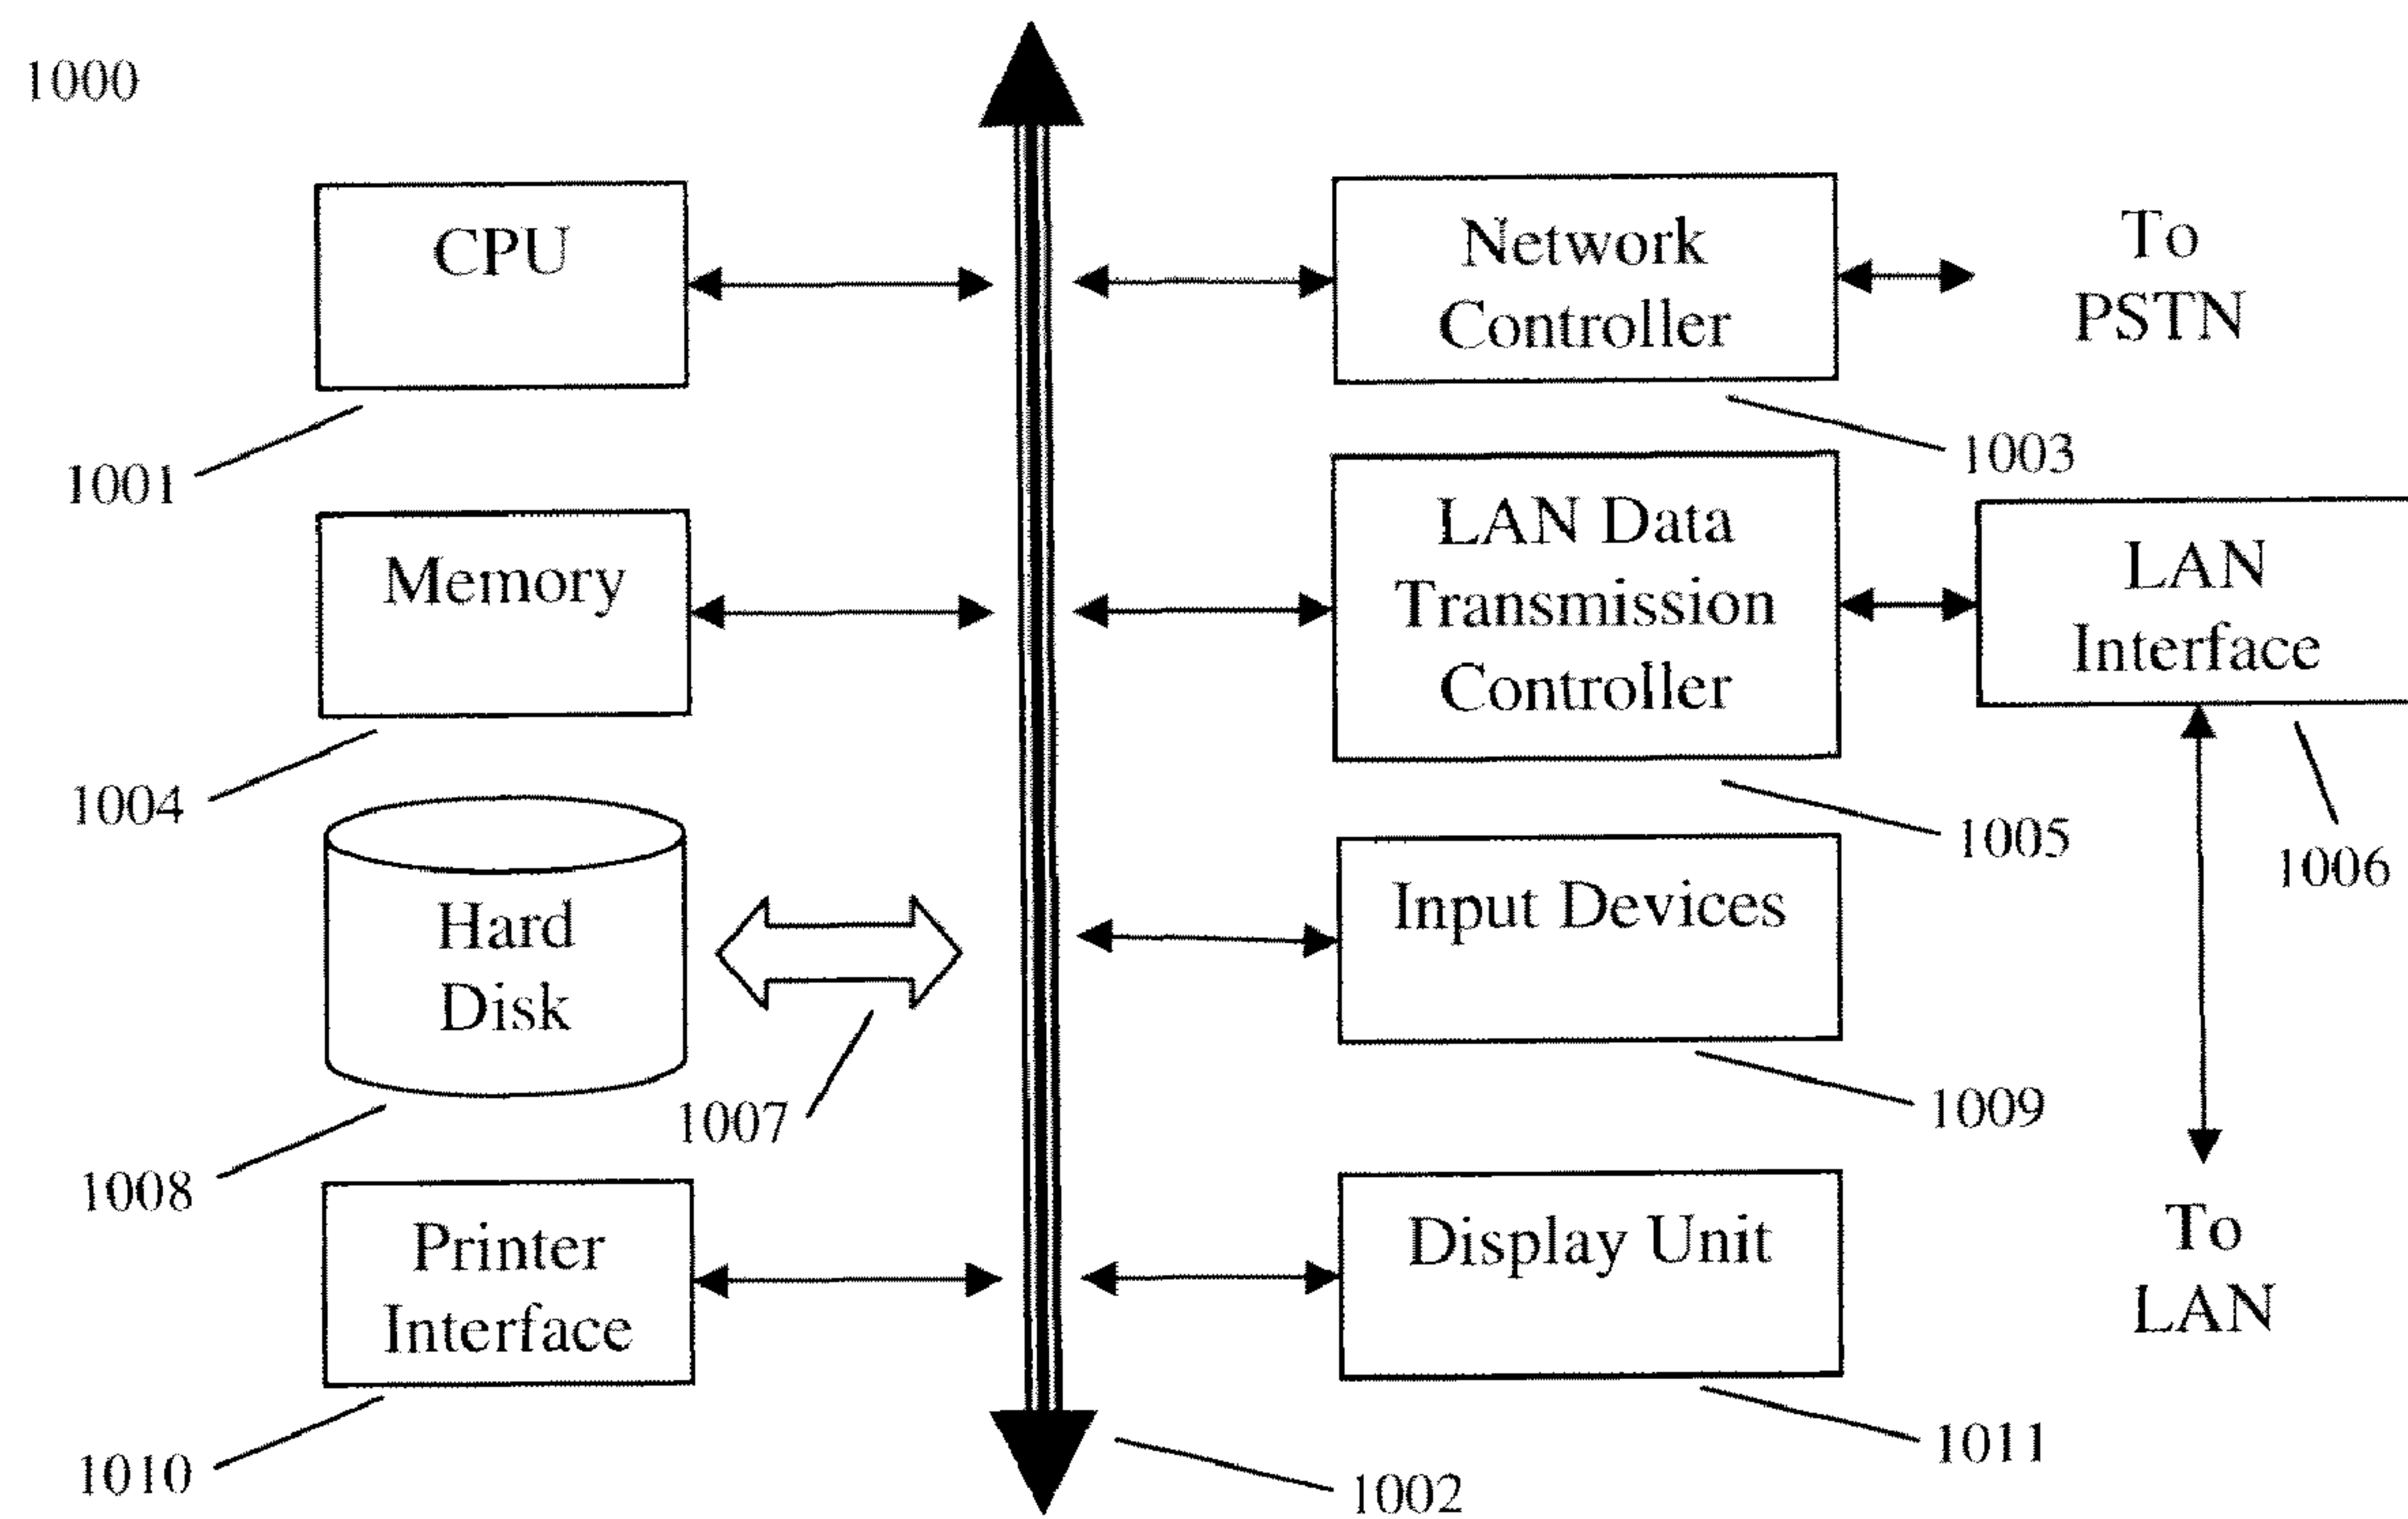 1000
CPU
Network
Controller
To
PSTN
1001
1003
Memory
LAN Data
Transmission
Controller
LAN
Interface
1004
1005
1006
Hard
Disk
1007
Input Devices
1008
1009
Printer
Interface
Display Unit
To
LAN
1010
1002
1011